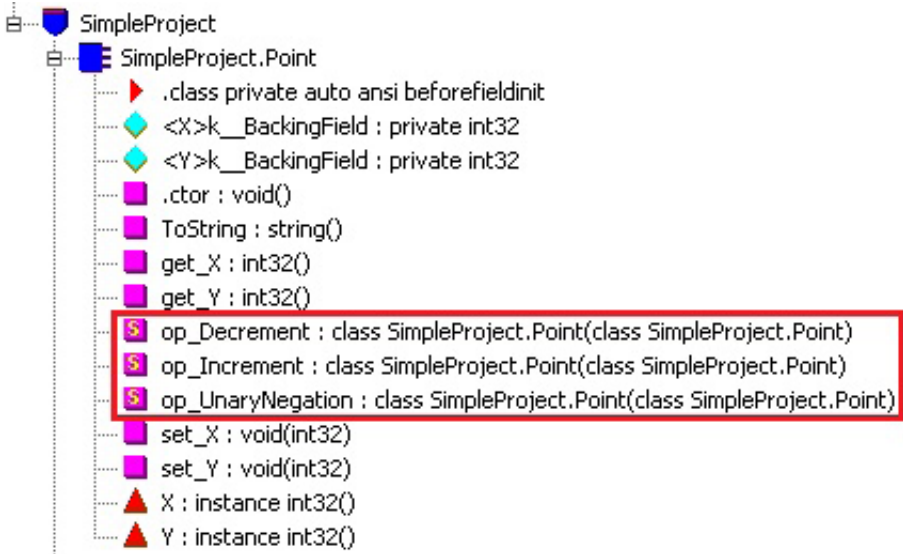 SimpleProject
SimpleProject.Point
.class private auto ansi beforefieldinit
<X>k__BackingField : private int32
<Y>k__BackingField : private int32
.ctor : void()
ToString : string()
get_X : int32()
get_Y : int32()
S op_Decrement : class SimpleProject.Point(class SimpleProject.Point)
S op_Increment : class SimpleProject.Point(class SimpleProject.Point)
S op_UnaryNegation : class SimpleProject.Point(class SimpleProject.Point)
set_X : void(int32)
set_Y : void(int32)
X : instance int32()
Y : instance int32()